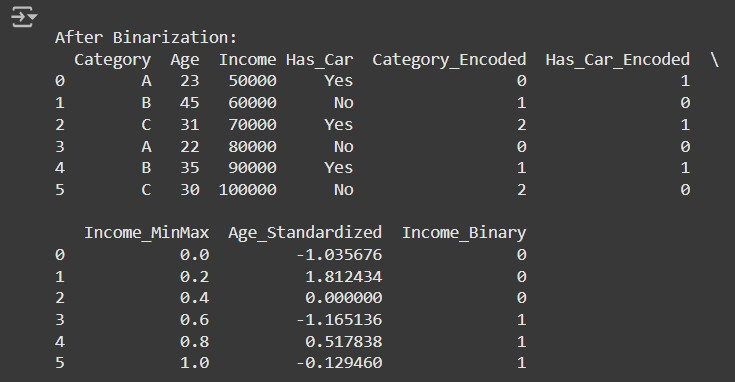 After Binarization:
  Category  Age  Income Has_Car  Category_Encoded  Has_Car_Encoded  \
0        A   23   50000     Yes                 0                1
1        B   45   60000      No                 1                0
2        C   31   70000     Yes                 2                1
3        A   22   80000      No                 0                0
4        B   35   90000     Yes                 1                1
5        C   30  100000      No                 2                0

   Income_MinMax  Age_Standardized  Income_Binary
0            0.0         -1.035676              0
1            0.2          1.812434              0
2            0.4          0.000000              0
3            0.6         -1.165136              1
4            0.8          0.517838              1
5            1.0         -0.129460              1